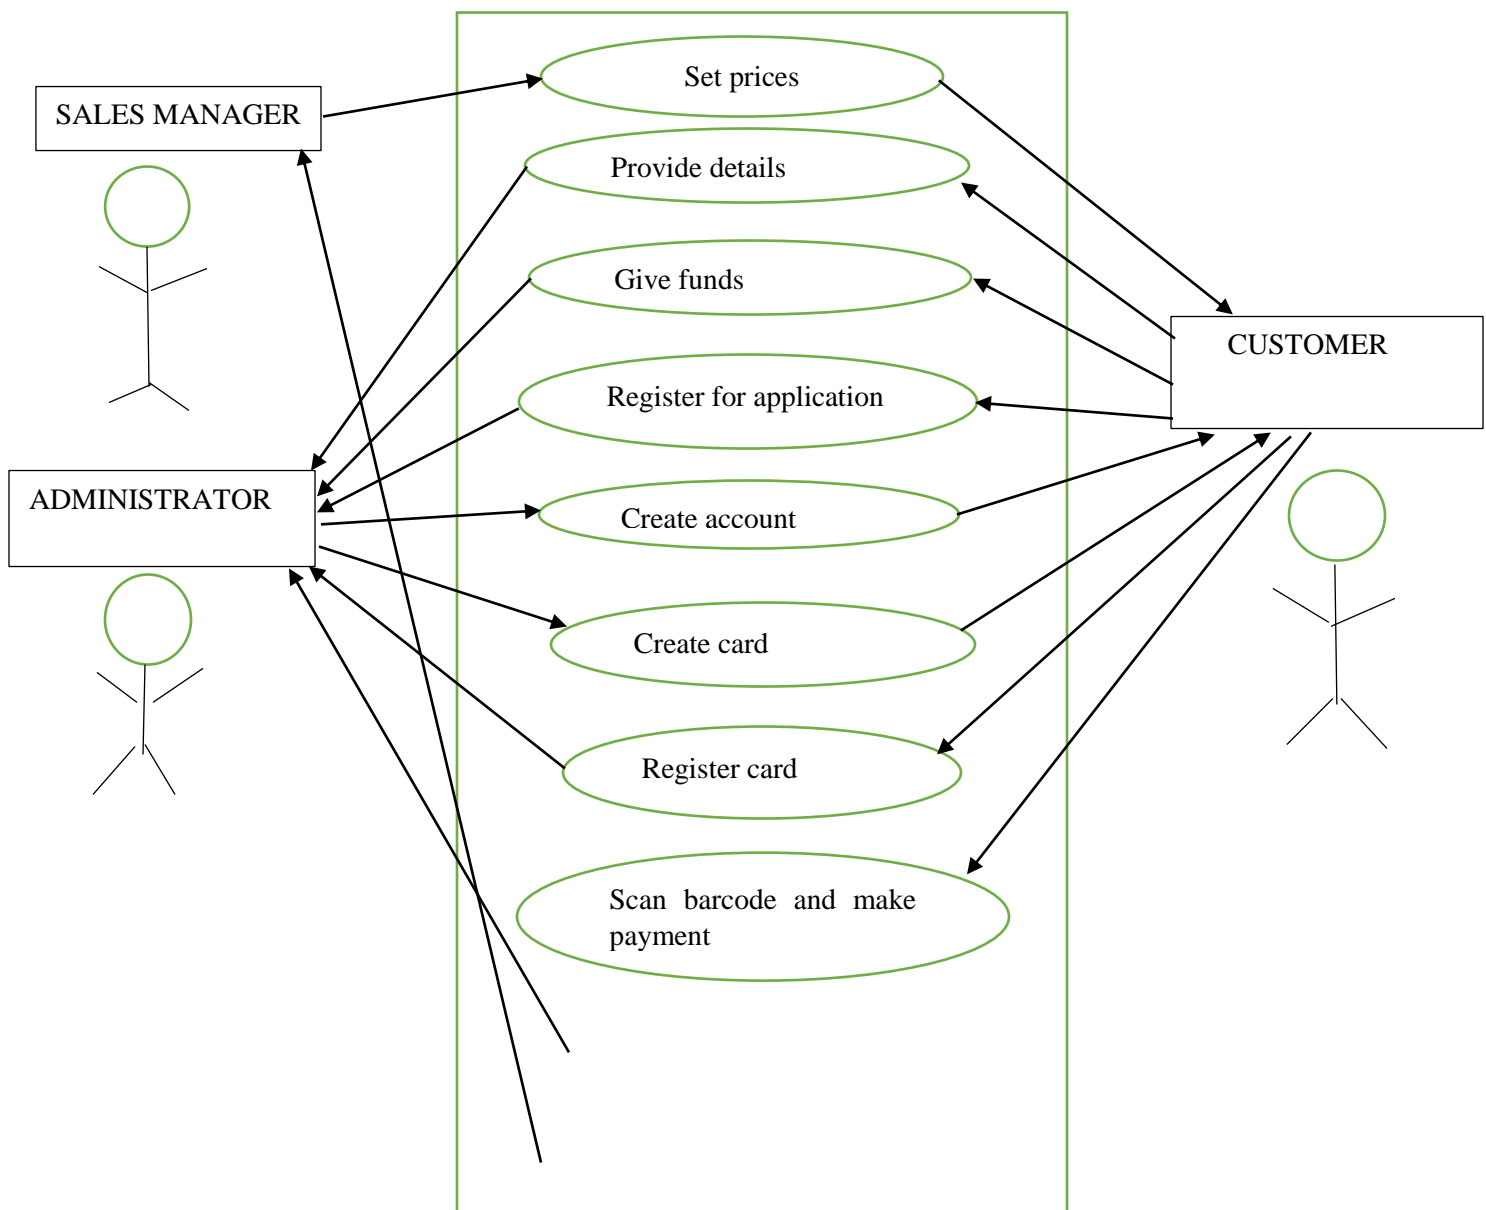 Set prices
SALES MANAGER
Provide details
Give funds
CUSTOMER
Register for application
ADMINISTRATOR
Create account
Create card
Register card
Scan barcode and make
payment